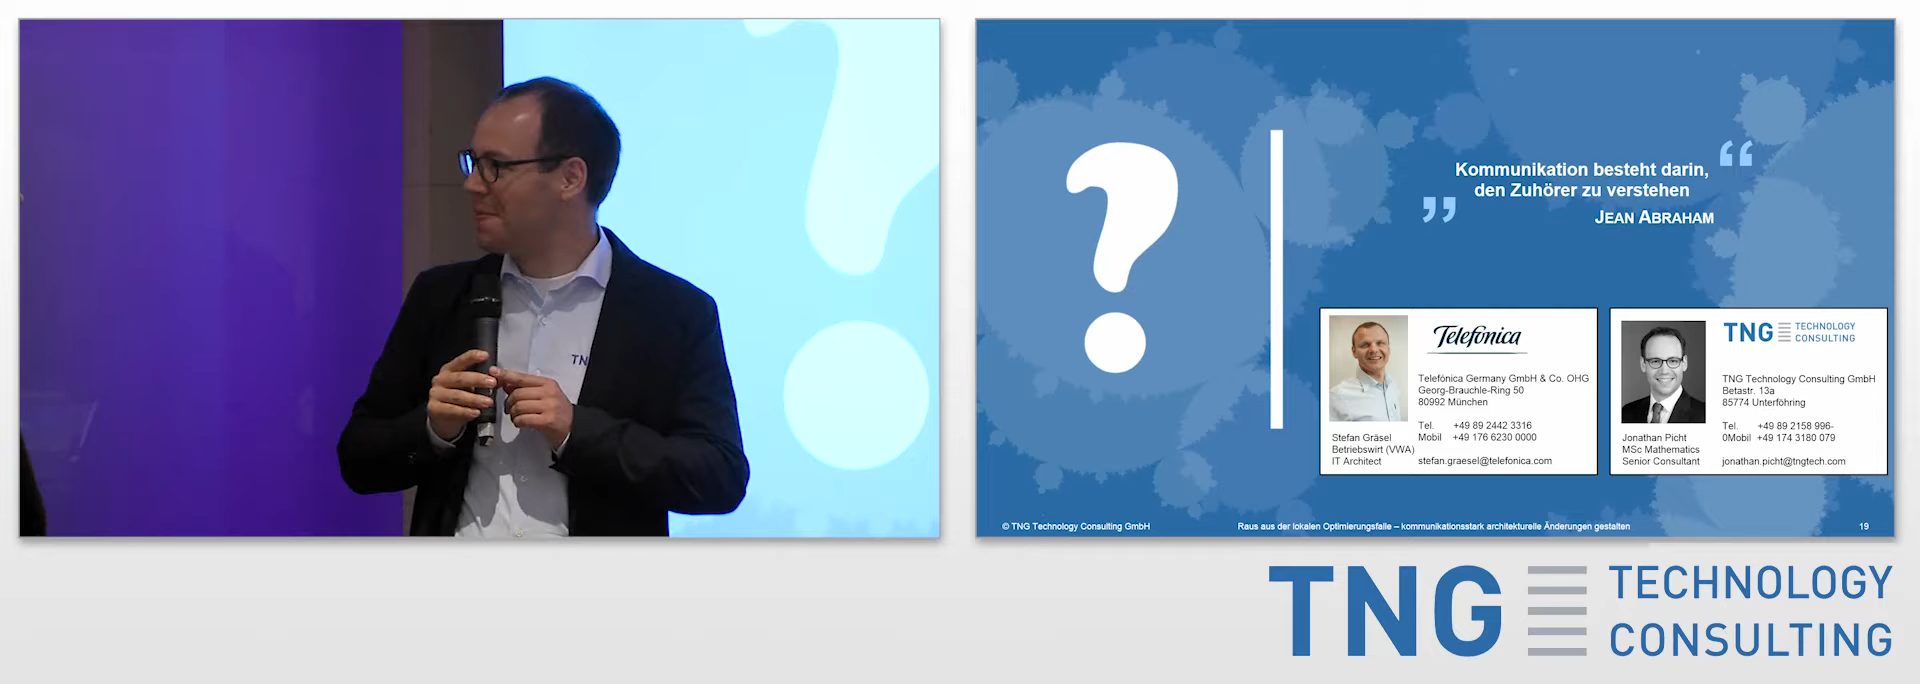 TN
“
Kommunikation besteht darin,
den Zuhörer zu verstehen
”
JEAN ABRAHAM
Telefónica
Telefónica Germany GmbH & Co. OHG
Georg-Brauchle-Ring 50
80992 München
Tel. +49 89 2442 3316
Mobil +49 176 6230 0000
stefan.graesel@telefonica.com
Stefan Gräsel
Betriebswirt (VWA)
IT Architect
TNG TECHNOLOGY
CONSULTING
TNG Technology Consulting GmbH
Betastr. 13a
85774 Unterföhring
Tel. +49 89 2158 996-
0Mobil +49 174 3180 079
jonathan.picht@tngtech.com
Jonathan Picht
MSc Mathematics
Senior Consultant
© TNG Technology Consulting GmbH
Raus aus der lokalen Optimierungsfalle – kommunikationsstark architekturelle Änderungen gestalten
19
TNG TECHNOLOGY
CONSULTING